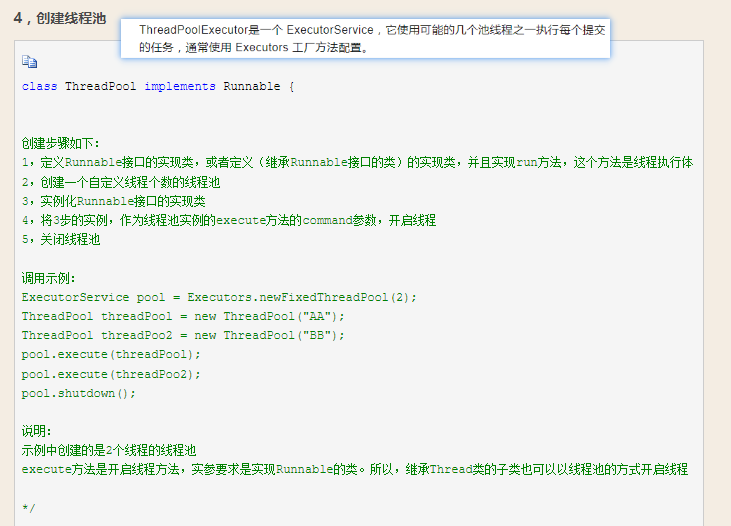 4，创建线程池
ThreadPoolExecutor是一个 ExecutorService，它使用可能的几个池线程之一执行每个提交
的任务，通常使用 Executors 工厂方法配置。
class ThreadPool implements Runnable {
创建步骤如下：
1，定义Runnable接口的实现类，或者定义（继承Runnable接口的类）的实现类，并且实现run方法，这个方法是线程执行体
2，创建一个自定义线程个数的线程池
3，实例化Runnable接口的实现类
4，将3步的实例，作为线程池实例的execute方法的command参数，开启线程
5，关闭线程池
调用示例：
ExecutorService pool = Executors.newFixedThreadPool(2);
ThreadPool threadPool = new ThreadPool("AA");
ThreadPool threadPoo2 = new ThreadPool("BB");
pool.execute(threadPool);
pool.execute(threadPoo2);
pool.shutdown();
说明：
示例中创建的是2个线程的线程池
execute方法是开启线程方法，实参要求是实现Runnable的类。所以，继承Thread类的子类也可以以线程池的方式开启线程
*/